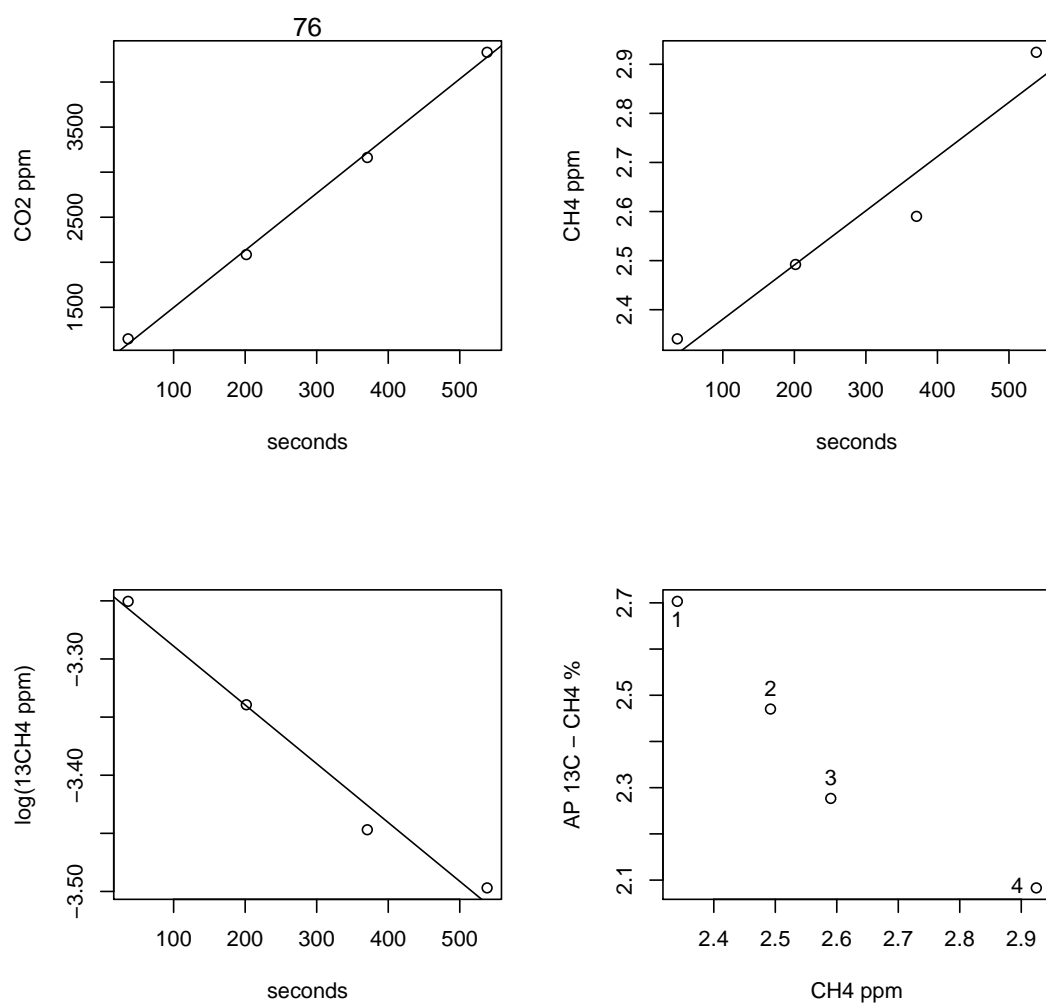 76
CO2 ppm
1500
2500
3500
100 200 300 400 500
seconds
CH4 ppm
2.4
2.5
2.6
2.7
2.8
2.9
100 200 300 400 500
seconds
log(13CH4 ppm)
−3.50
−3.40
−3.30
100 200 300 400 500
seconds
AP 13C − CH4 %
2.1
2.3
2.5
2.7
1
2
3
4
2.4 2.5 2.6 2.7 2.8 2.9
CH4 ppm